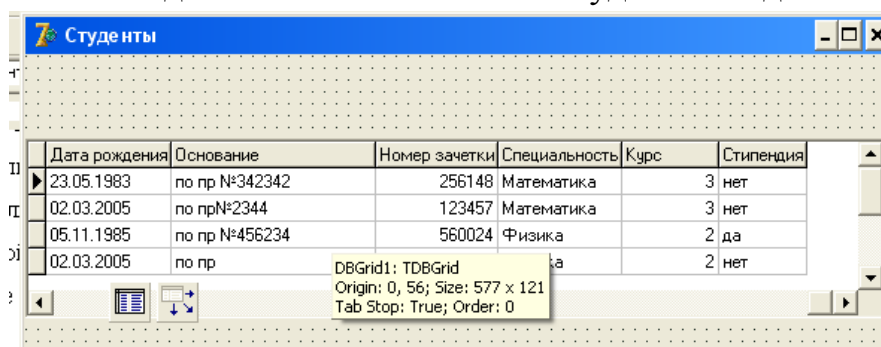 Студенты
Дата рождения Основание Номер зачетки Специальность Курс Стипендия
23.05.1983 по пр №342342 256148 Математика 3 нет
02.03.2005 по пр№2344 123457 Математика 3 нет
05.11.1985 по пр №456234 560024 Физика 2 да
02.03.2005 по пр 2 нет
DBGrid1: TDBGrid
Origin: 0, 56; Size: 577 x 121
Tab Stop: True; Order: 0